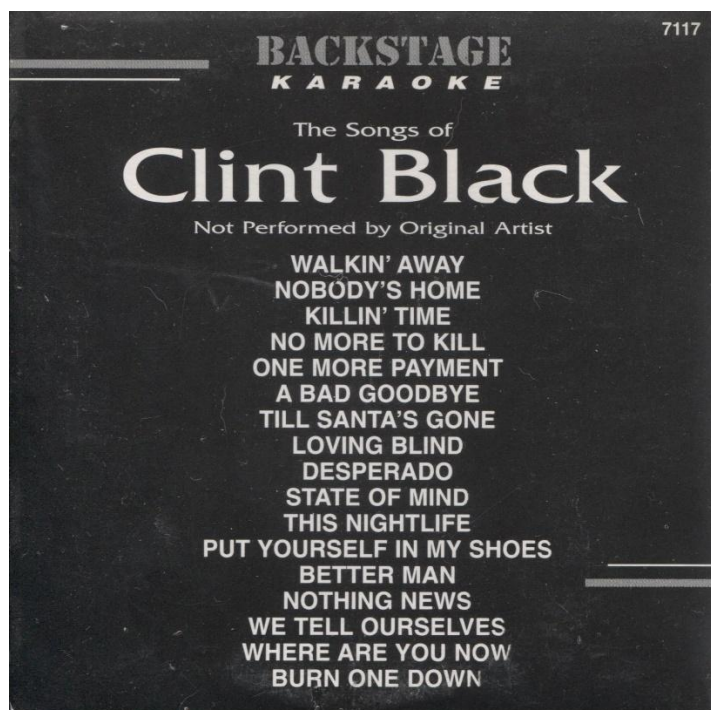 7117
BACKSTAGE
KARAOKE
The Songs of
Clint Black
Not Performed by Original Artist
WALKIN' AWAY
NOBODY'S HOME
KILLIN' TIME
NO MORE TO KILL
ONE MORE PAYMENT
A BAD GOODBYE
TILL SANTA'S GONE
LOVING BLIND
DESPERADO
STATE OF MIND
THIS NIGHTLIFE
PUT YOURSELF IN MY SHOES
BETTER MAN
NOTHING NEWS
WE TELL OURSELVES
WHERE ARE YOU NOW
BURN ONE DOWN